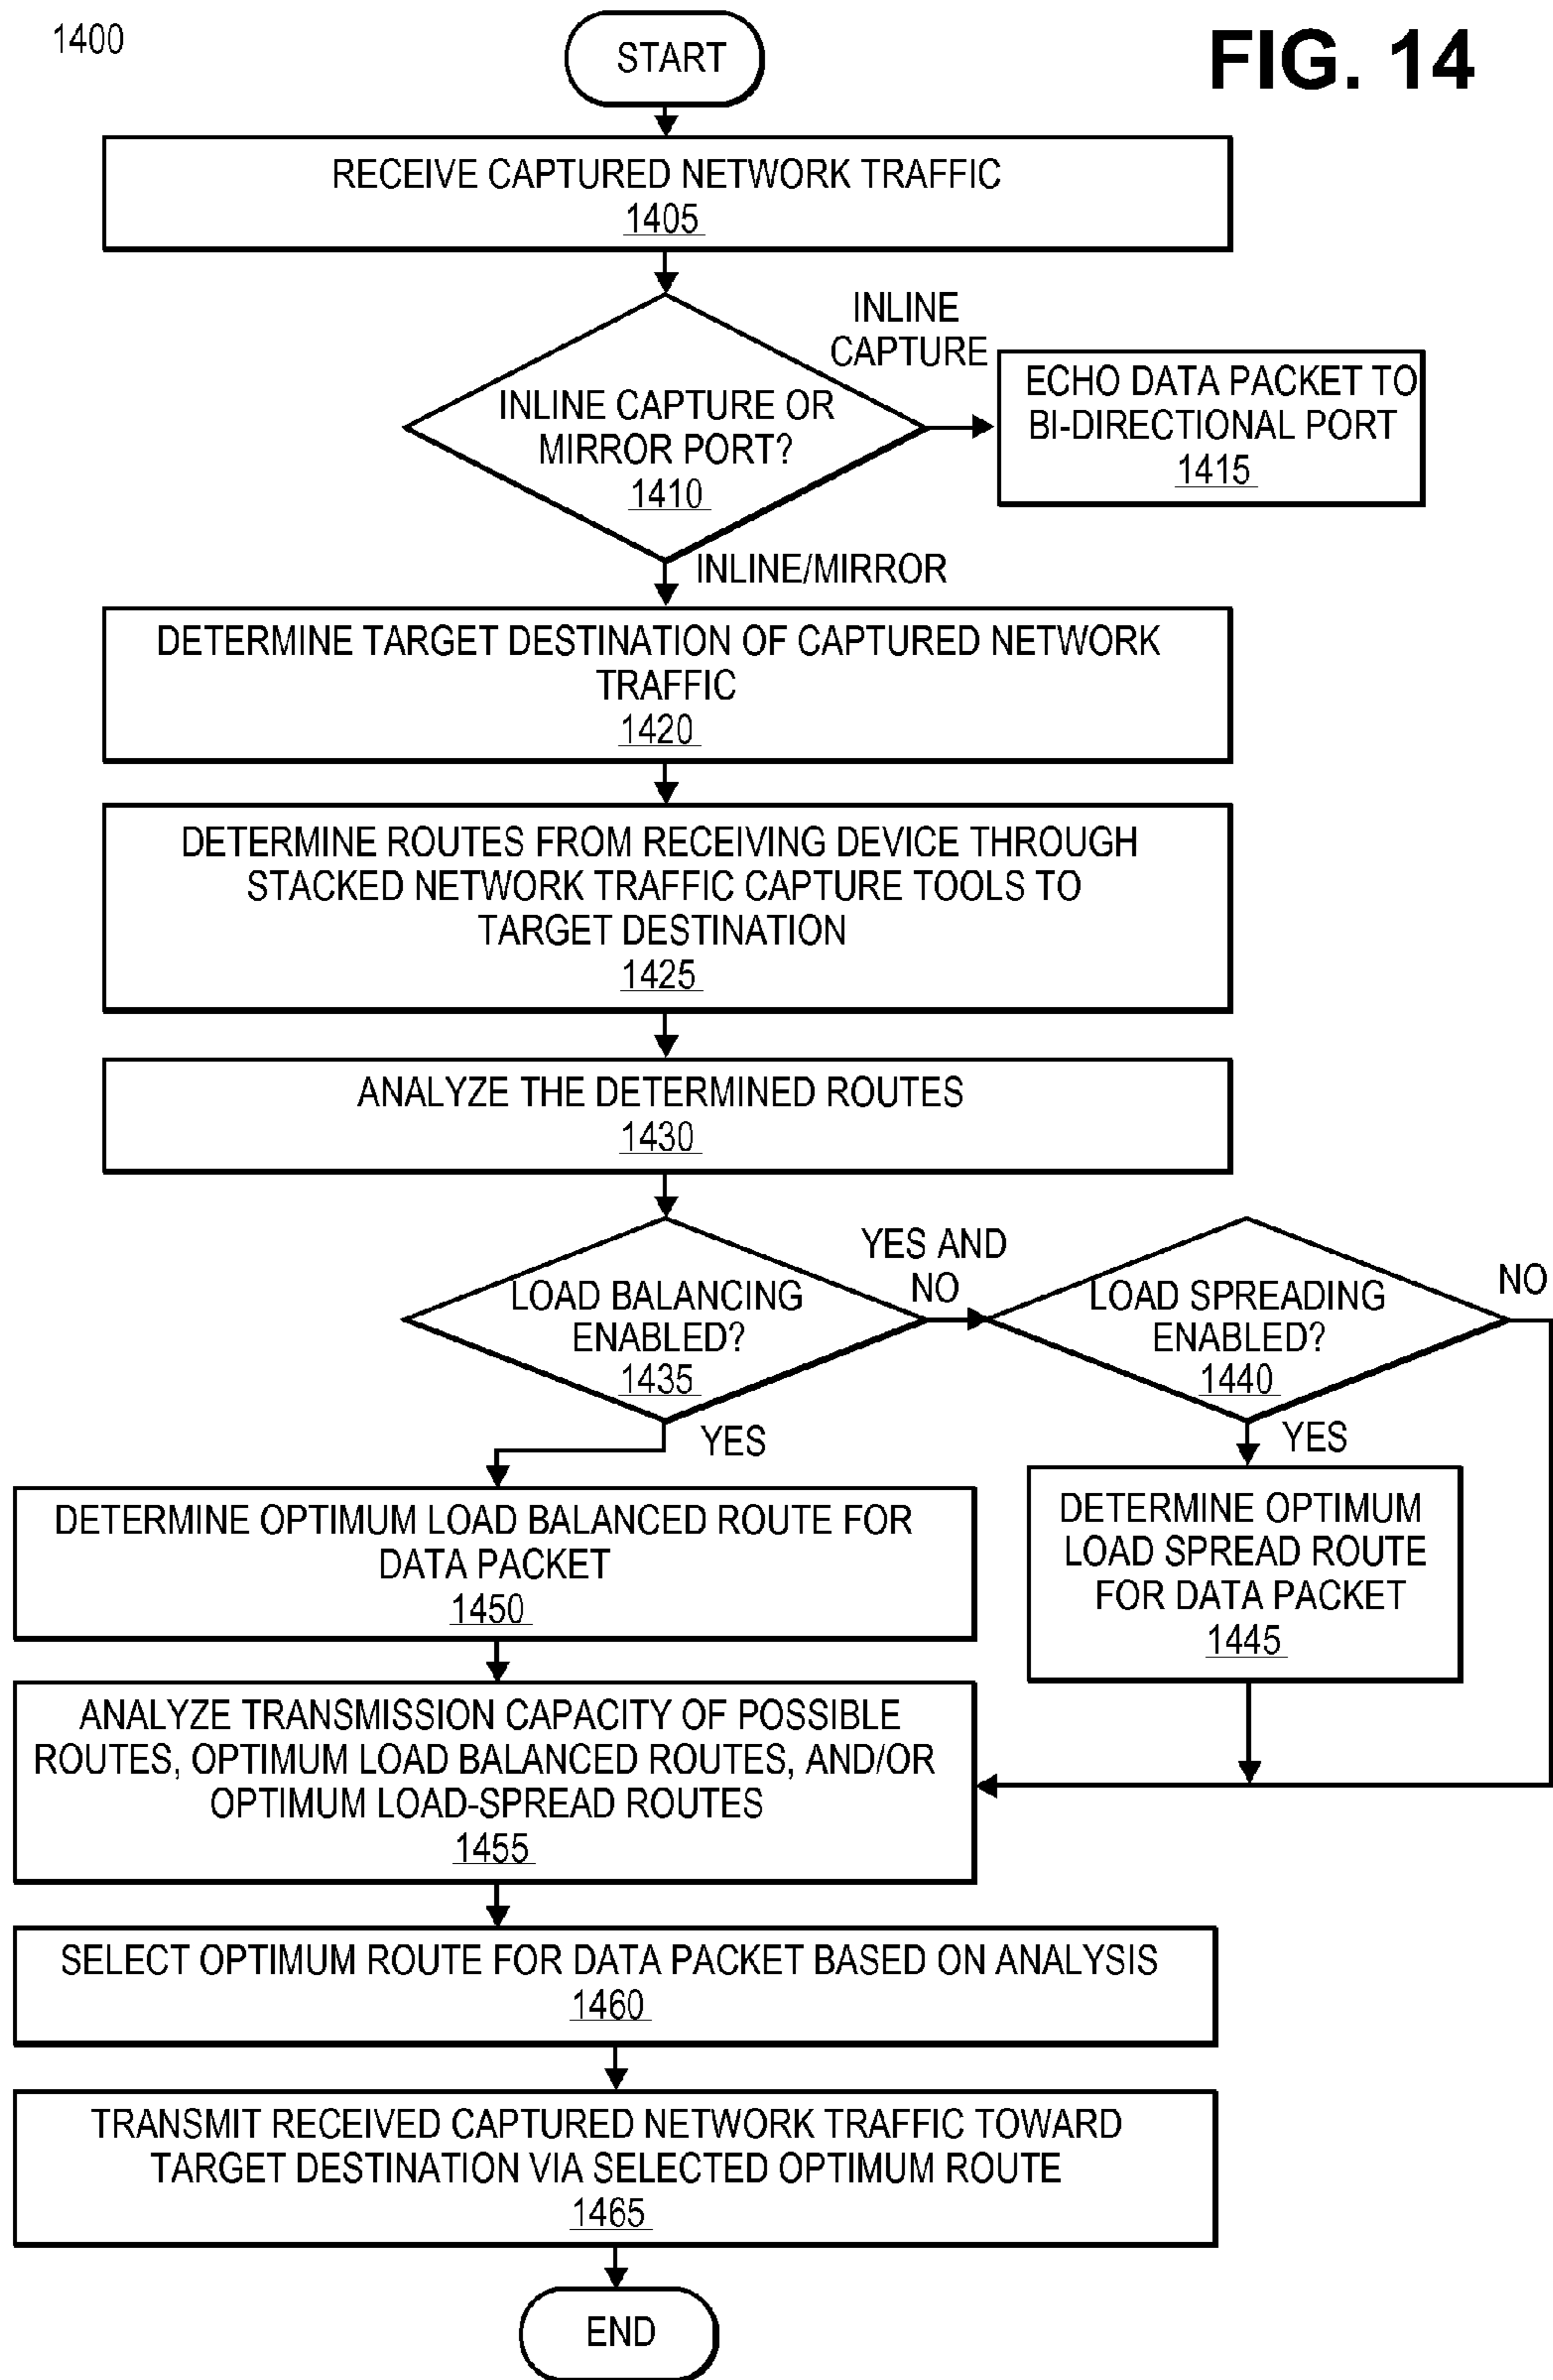 1400
START
FIG. 14
RECEIVE CAPTURED NETWORK TRAFFIC
1405
INLINE
CAPTURE
INLINE CAPTURE OR
MIRROR PORT?
1410
ECHO DATA PACKET TO
BI-DIRECTIONAL PORT
1415
INLINE/MIRROR
DETERMINE TARGET DESTINATION OF CAPTURED NETWORK
TRAFFIC
1420
DETERMINE ROUTES FROM RECEIVING DEVICE THROUGH
STACKED NETWORK TRAFFIC CAPTURE TOOLS TO
TARGET DESTINATION
1425
ANALYZE THE DETERMINED ROUTES
1430
LOAD BALANCING
ENABLED?
1435
YES AND
NO
LOAD SPREADING
ENABLED?
1440
NO
YES
YES
DETERMINE OPTIMUM LOAD BALANCED ROUTE FOR
DATA PACKET
1450
DETERMINE OPTIMUM
LOAD SPREAD ROUTE
FOR DATA PACKET
1445
ANALYZE TRANSMISSION CAPACITY OF POSSIBLE
ROUTES, OPTIMUM LOAD BALANCED ROUTES, AND/OR
OPTIMUM LOAD-SPREAD ROUTES
1455
SELECT OPTIMUM ROUTE FOR DATA PACKET BASED ON ANALYSIS
1460
TRANSMIT RECEIVED CAPTURED NETWORK TRAFFIC TOWARD
TARGET DESTINATION VIA SELECTED OPTIMUM ROUTE
1465
END